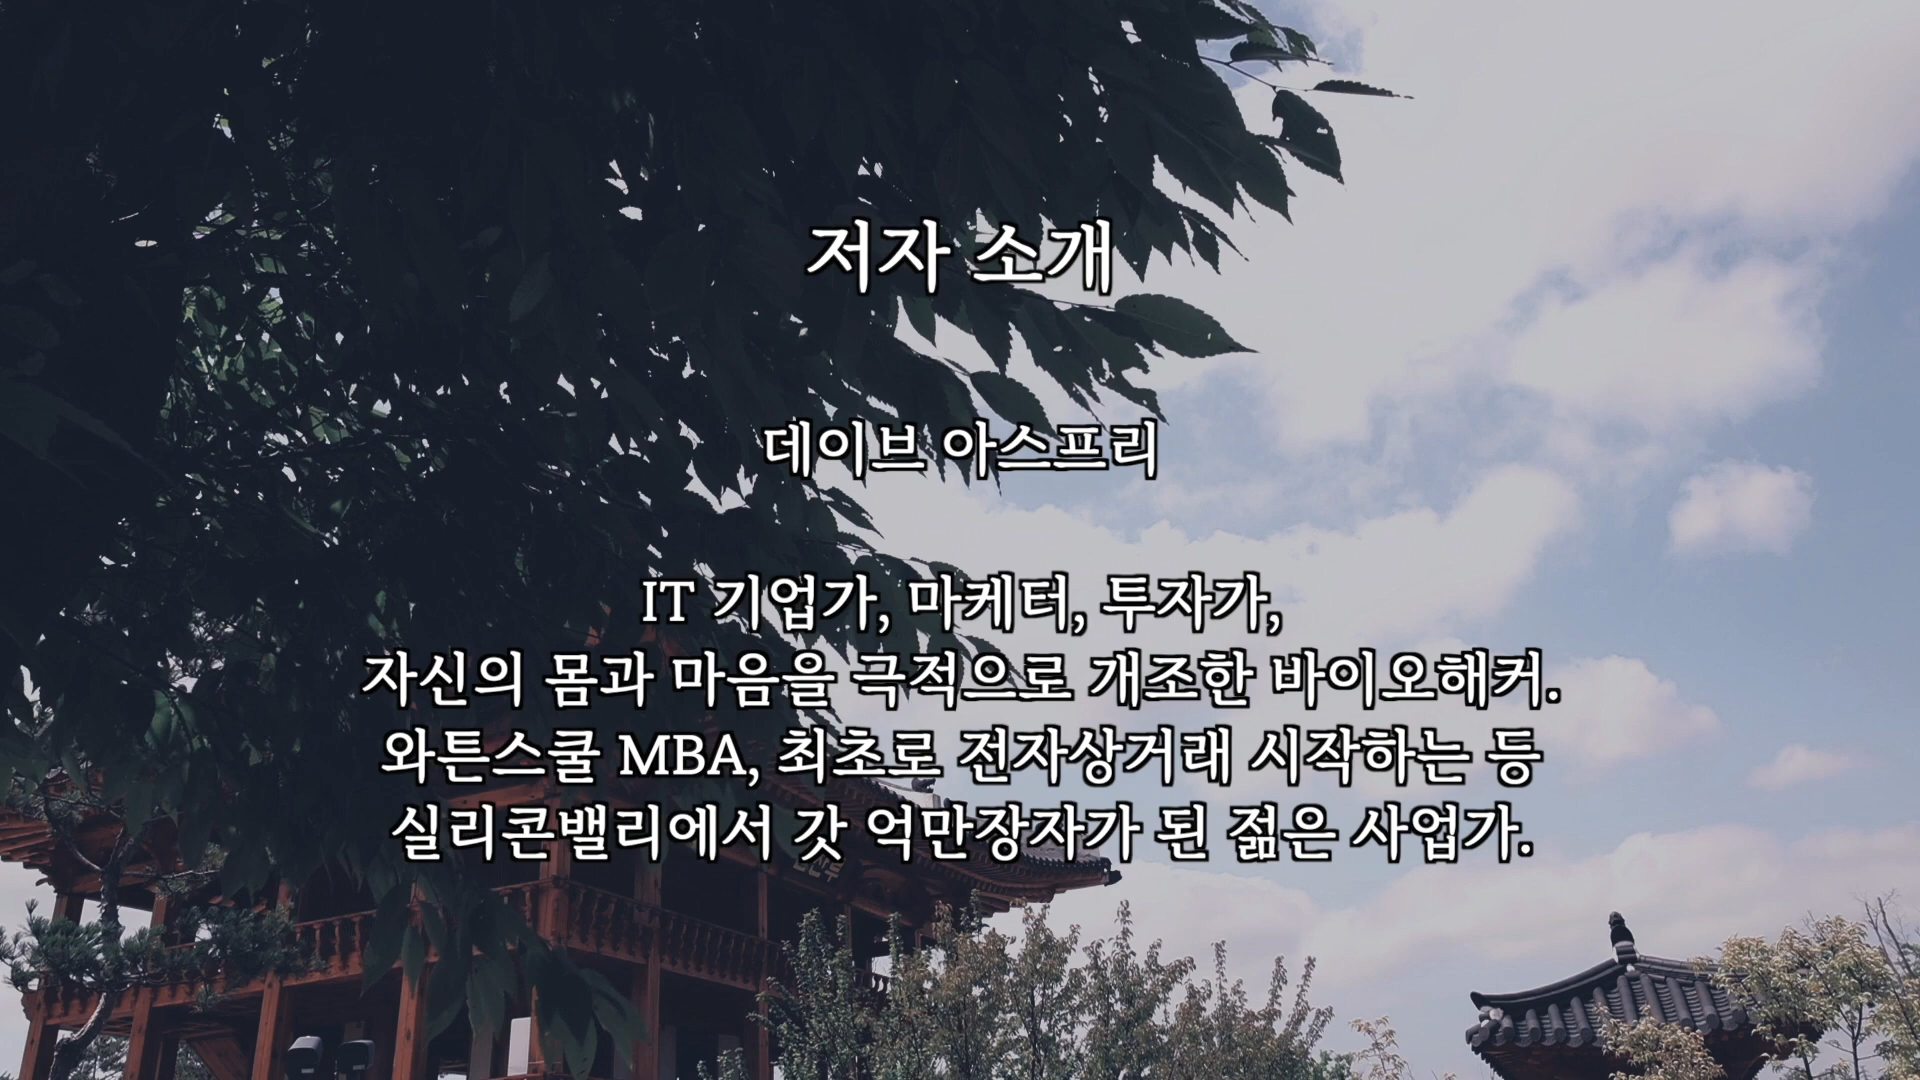 저자 소개
데이브 아스프리
IT 기업가, 마케터, 투자가,
자신의 몸과 마음을 극적으로 개조한 바이오해커.
와튼스쿨 MBA, 최초로 전자상거래 시작하는 등
실리콘밸리에서 갓 억만장자가 된 젊은 사업가.